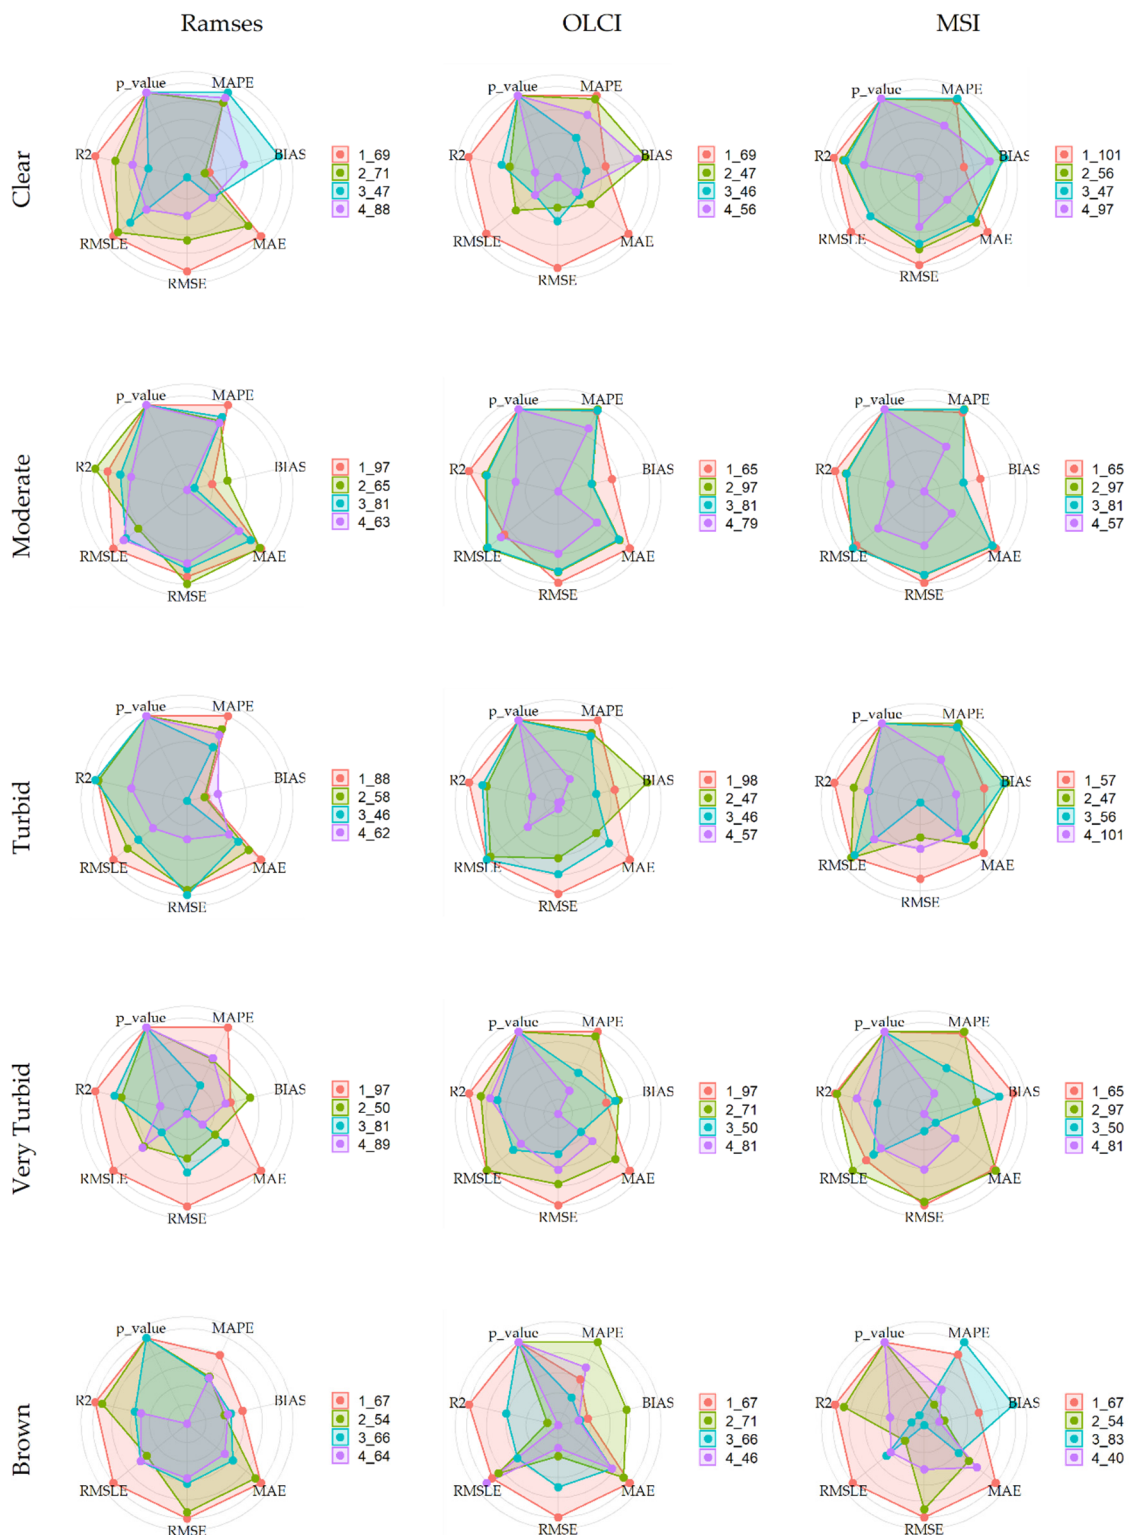 Ramses OLCI MSI
Clear
p_value MAPE BIAS MAE RMSE RMSLE R2
1_69
2_71
3_47
4_88
p_value MAPE BIAS MAE RMSE RMSLE R2
1_69
2_47
3_46
4_56
p_value MAPE BIAS MAE RMSE RMSLE R2
1_101
2_56
3_47
4_97
Moderate
p_value MAPE BIAS MAE RMSE RMSLE R2
1_97
2_65
3_81
4_63
p_value MAPE BIAS MAE RMSE RMSLE R2
1_65
2_97
3_81
4_79
p_value MAPE BIAS MAE RMSE RMSLE R2
1_65
2_97
3_81
4_57
Turbid
p_value MAPE BIAS MAE RMSE RMSLE R2
1_88
2_58
3_46
4_62
p_value MAPE BIAS MAE RMSE RMSLE R2
1_98
2_47
3_46
4_57
p_value MAPE BIAS MAE RMSE RMSLE R2
1_57
2_47
3_56
4_101
Very Turbid
p_value MAPE BIAS MAE RMSE RMSLE R2
1_97
2_50
3_81
4_89
p_value MAPE BIAS MAE RMSE RMSLE R2
1_97
2_71
3_50
4_81
p_value MAPE BIAS MAE RMSE RMSLE R2
1_65
2_97
3_50
4_81
Brown
p_value MAPE BIAS MAE RMSE RMSLE R2
1_67
2_54
3_66
4_64
p_value MAPE BIAS MAE RMSE RMSLE R2
1_67
2_71
3_66
4_46
p_value MAPE BIAS MAE RMSE RMSLE R2
1_67
2_54
3_83
4_40